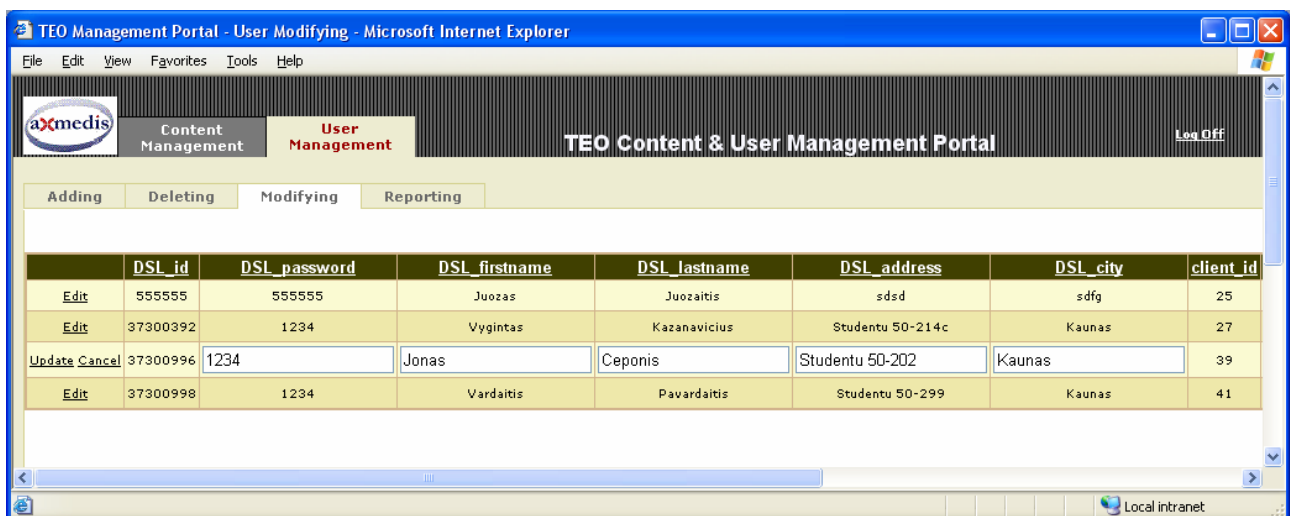 TEO Management Portal - User Modifying - Microsoft Internet Explorer
File Edit View Favorites Tools Help
axmedis
Content Management
User Management
TEO Content & User Management Portal
Log Off
Adding Deleting Modifying Reporting
DSL_id DSL_password DSL_firstname DSL_lastname DSL_address DSL_city client_id
Edit 555555 555555 Juozas Juozaitis sdsd sdfg 25
Edit 37300392 1234 Vygintas Kazanavicius Studentu 50-214c Kaunas 27
Update Cancel 37300996 1234 Jonas Ceponis Studentu 50-202 Kaunas 39
Edit 37300998 1234 Vardaitis Pavardaitis Studentu 50-299 Kaunas 41
Local intranet